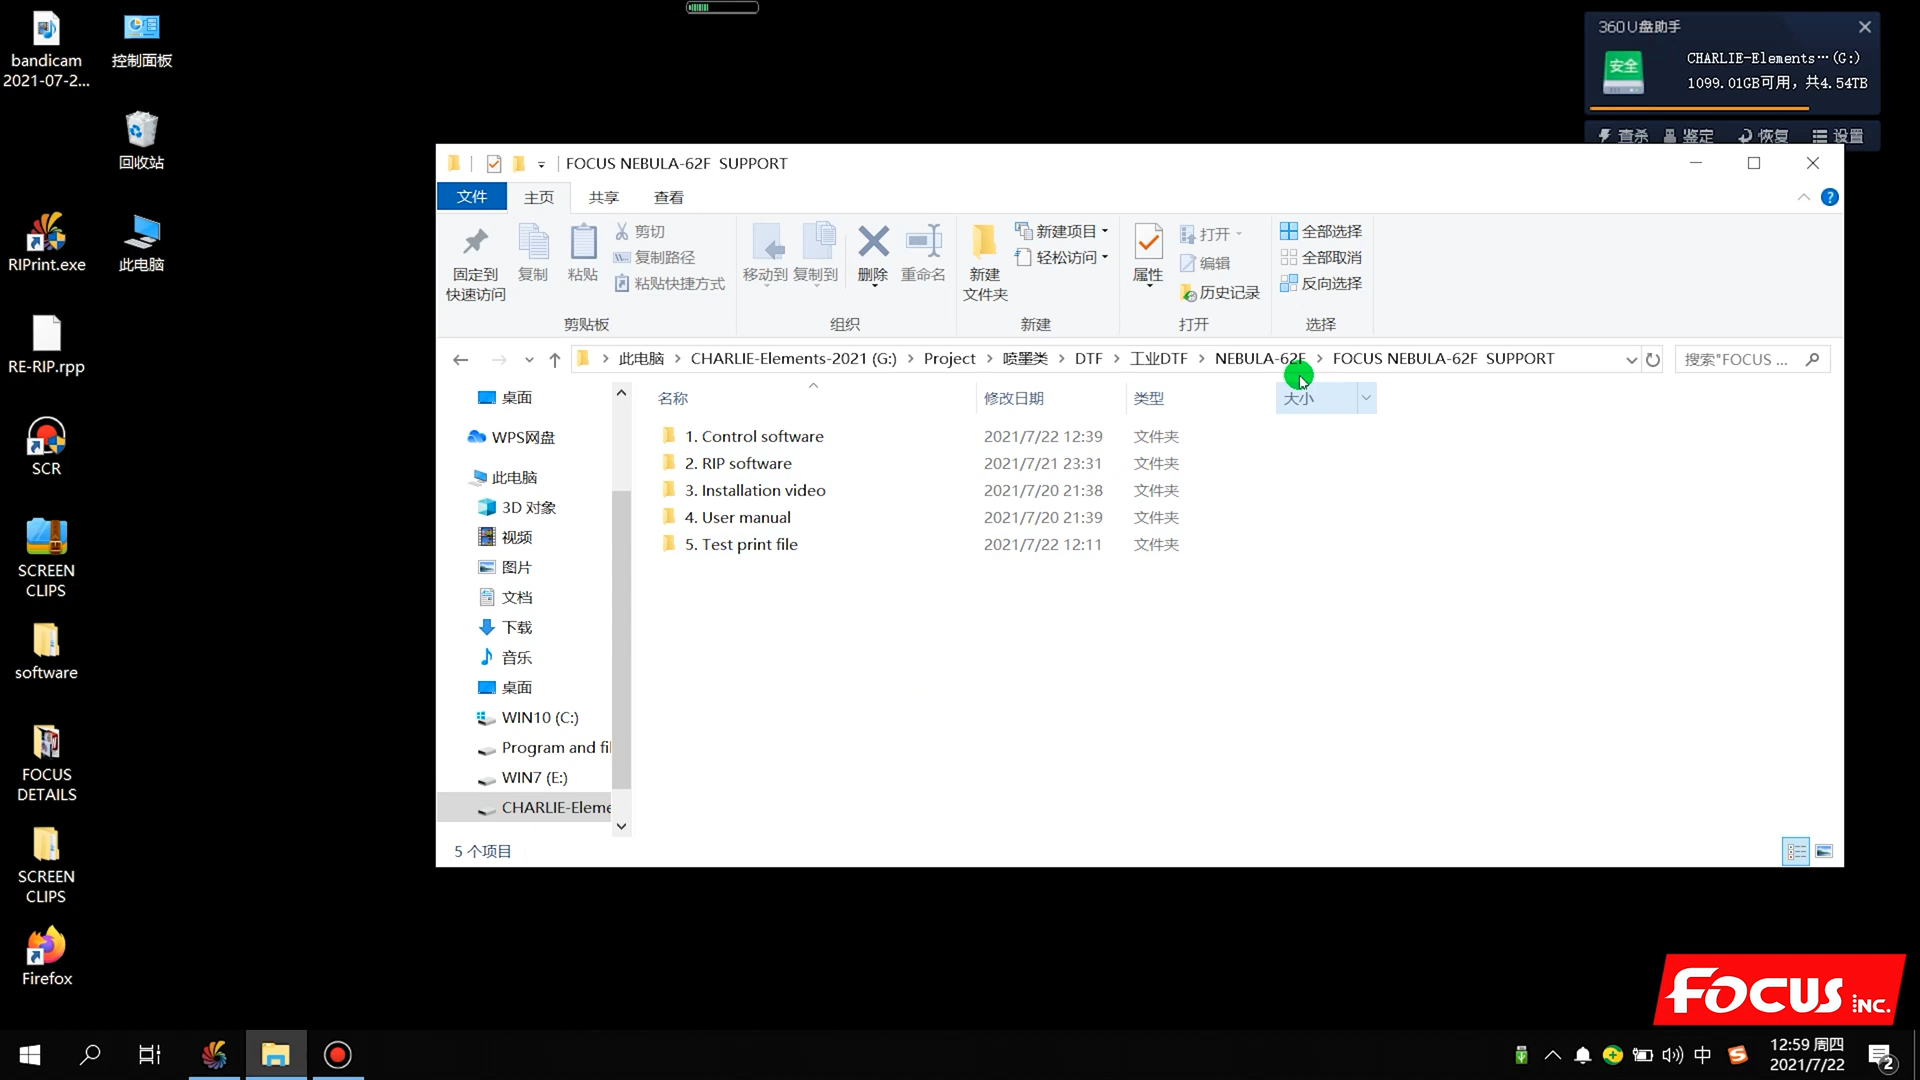 bandicam
2021-07-2...
控制面板
回收站
RIPrint.exe
此电脑
RE-RIP.rpp
SCR
SCREEN
CLIPS
software
FOCUS
DETAILS
SCREEN
CLIPS
Firefox
360U盘助手
安全
CHARLIE-Elements…(G:)
1099.01GB可用，共4.54TB
查杀 鉴定 恢复 设置
FOCUS NEBULA-62F SUPPORT
文件 主页 共享 查看
固定到
快速访问
复制
粘贴
剪切
复制路径
粘贴快捷方式
剪贴板
移动到 复制到 删除 重命名
组织
新建
文件夹
新建项目
轻松访问
新建
属性
打开
编辑
历史记录
打开
全部选择
全部取消
反向选择
选择
此电脑 CHARLIE-Elements-2021 (G:) Project 喷墨类 DTF 工业DTF NEBULA-62F FOCUS NEBULA-62F SUPPORT
搜索"FOCUS ...
桌面
WPS网盘
此电脑
3D 对象
视频
图片
文档
下载
音乐
桌面
WIN10 (C:)
Program and fil
WIN7 (E:)
CHARLIE-Eleme
名称 修改日期 类型 大小
1. Control software 2021/7/22 12:39 文件夹
2. RIP software 2021/7/21 23:31 文件夹
3. Installation video 2021/7/20 21:38 文件夹
4. User manual 2021/7/20 21:39 文件夹
5. Test print file 2021/7/22 12:11 文件夹
5 个项目
FOCUS INC.
中
12:59 周四
2021/7/22
2